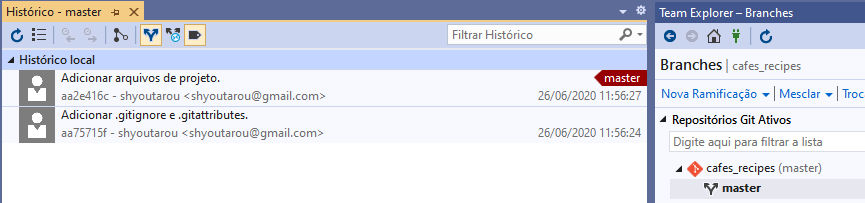 Histórico - master
Filtrar Histórico
Histórico local
Adicionar arquivos de projeto.
master
aa2e416c - shyoutarou <shyoutarou@gmail.com>
26/06/2020 11:56:27
Adicionar .gitignore e .gitattributes.
aa75715f - shyoutarou <shyoutarou@gmail.com>
26/06/2020 11:56:24
Team Explorer – Branches
Branches | cafes_recipes
Nova Ramificação
Mesclar
Troc
Repositórios Git Ativos
Digite aqui para filtrar a lista
cafes_recipes (master)
master